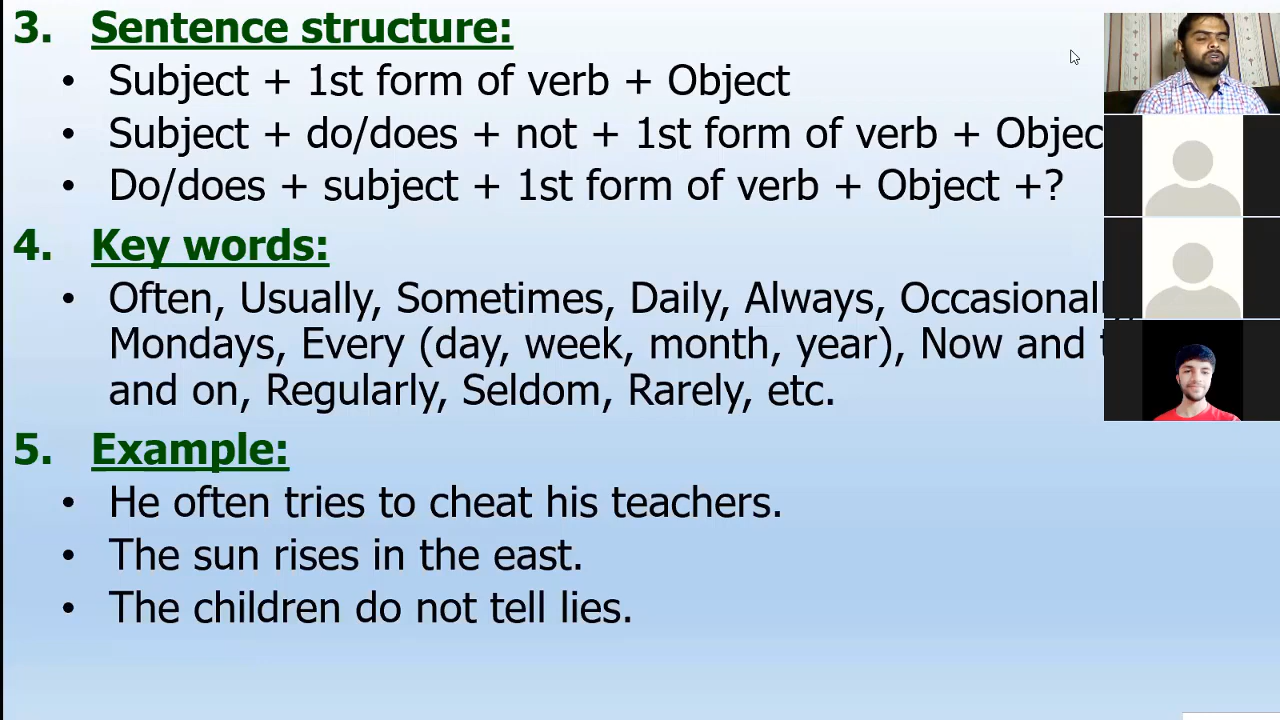 3. Sentence structure:
• Subject + 1st form of verb + Object
• Subject + do/does + not + 1st form of verb + Objec
• Do/does + subject + 1st form of verb + Object +?
4. Key words:
• Often, Usually, Sometimes, Daily, Always, Occasionall
Mondays, Every (day, week, month, year), Now and
and on, Regularly, Seldom, Rarely, etc.
5. Example:
• He often tries to cheat his teachers.
• The sun rises in the east.
• The children do not tell lies.